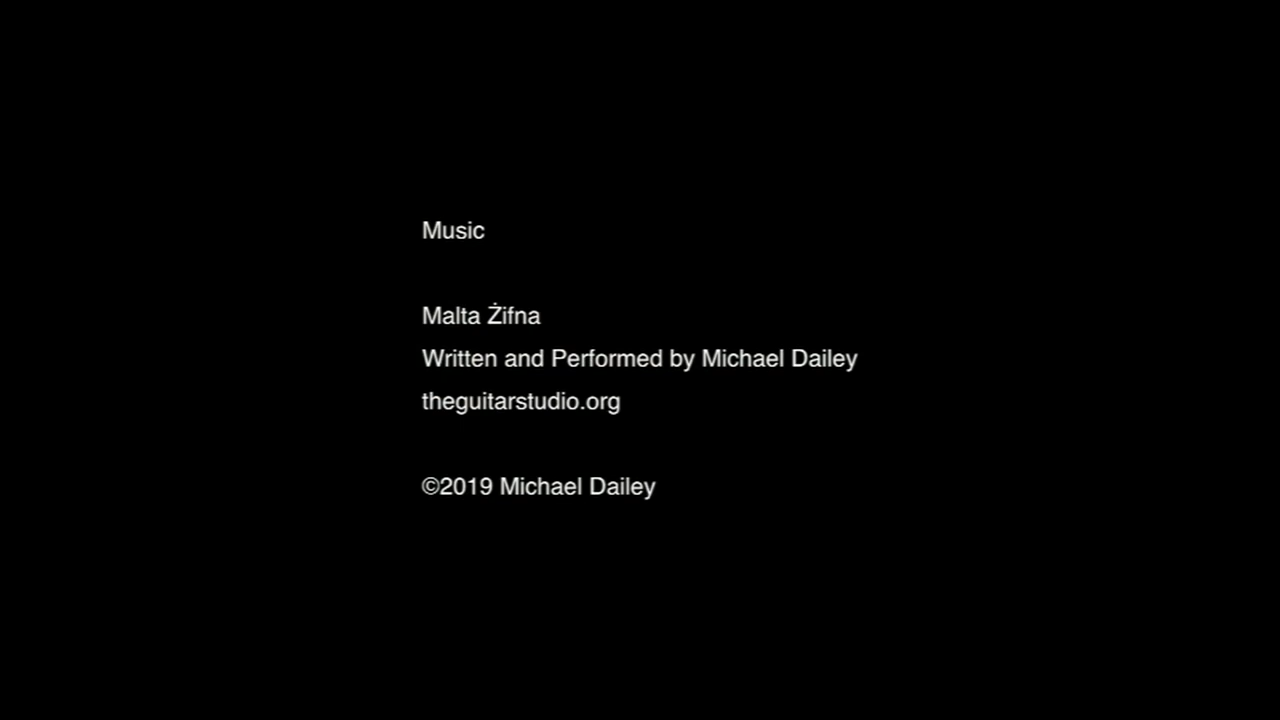 Music
Malta Żifna
Written and Performed by Michael Dailey
theguitarstudio.org
©2019 Michael Dailey